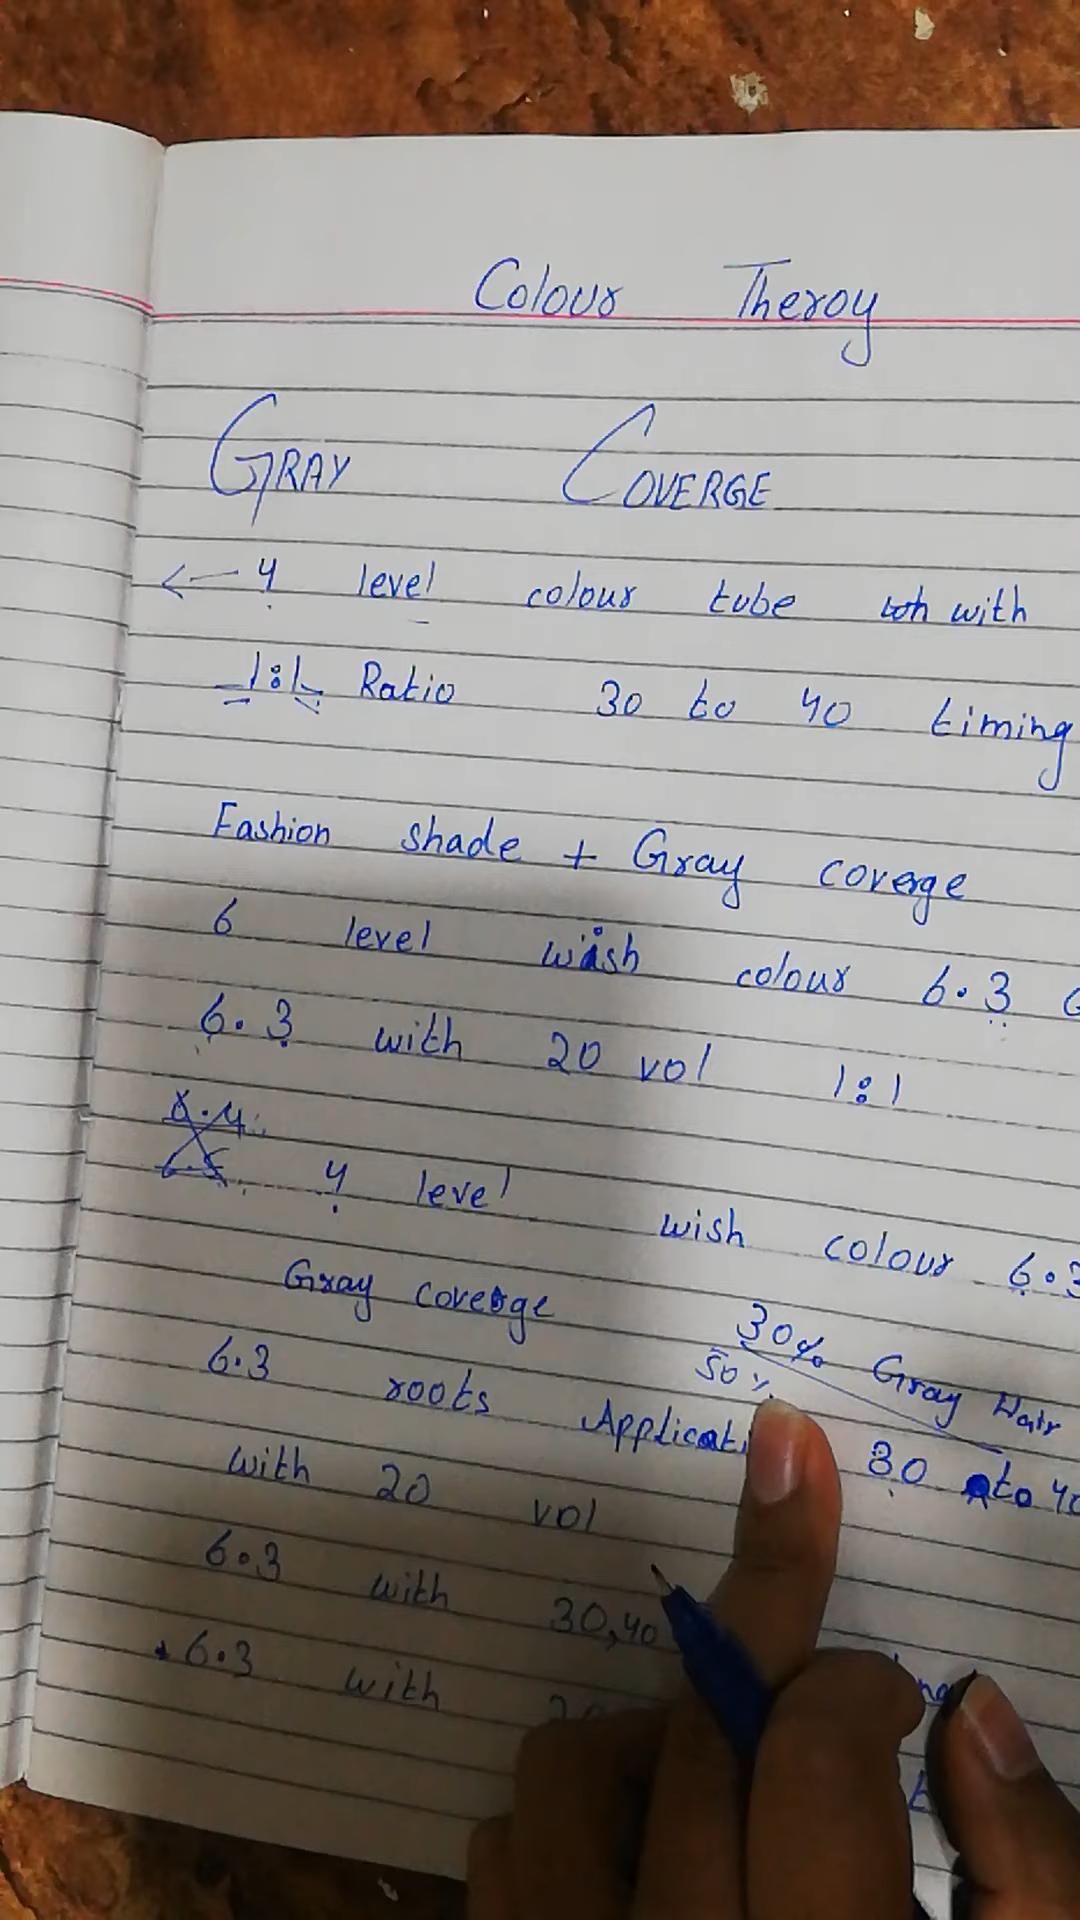 Colour Theroy
GRAY COVERGE
4 level colour tube with
1:1 Ratio 30 to 40 timing
Fashion shade + Gray coverge
6 level wish colour 6.3
6.3 with 20 vol 1:1
4 level wish colour 6.3
Gray coverge
30% Gray Hair
50%
6.3 roots Applicati 30 to 40
with 20 vol
6.3 with 30,40
6.3 with 20